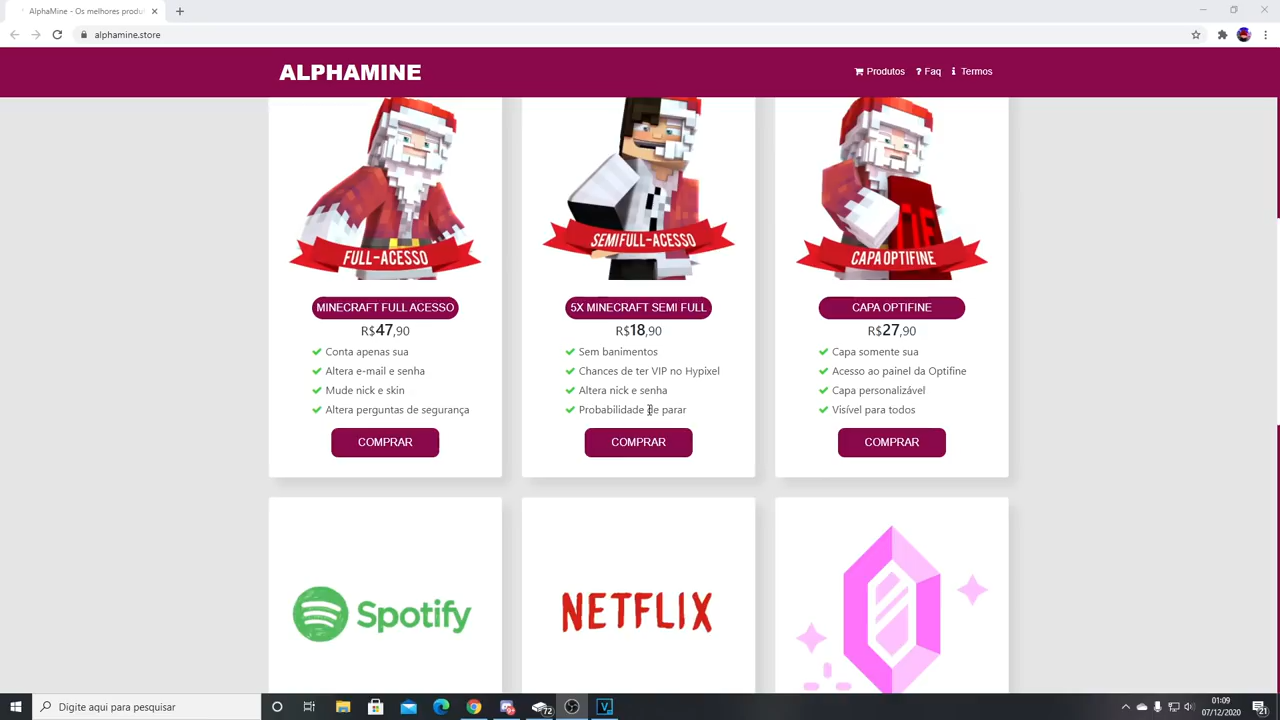 AlphaMine - Os melhores produt
alphamine.store
ALPHAMINE
Produtos
Faq
Termos
FULL-ACESSO
SEMIFULL-ACESSO
CAPA OPTIFINE
MINECRAFT FULL ACESSO
R$47,90
Conta apenas sua
Altera e-mail e senha
Mude nick e skin
Altera perguntas de segurança
COMPRAR
5X MINECRAFT SEMI FULL
R$18,90
Sem banimentos
Chances de ter VIP no Hypixel
Altera nick e senha
Probabilidade de parar
COMPRAR
CAPA OPTIFINE
R$27,90
Capa somente sua
Acesso ao painel da Optifine
Capa personalizável
Visível para todos
COMPRAR
Spotify
NETFLIX
Digite aqui para pesquisar
72
01:09
07/12/2020
21